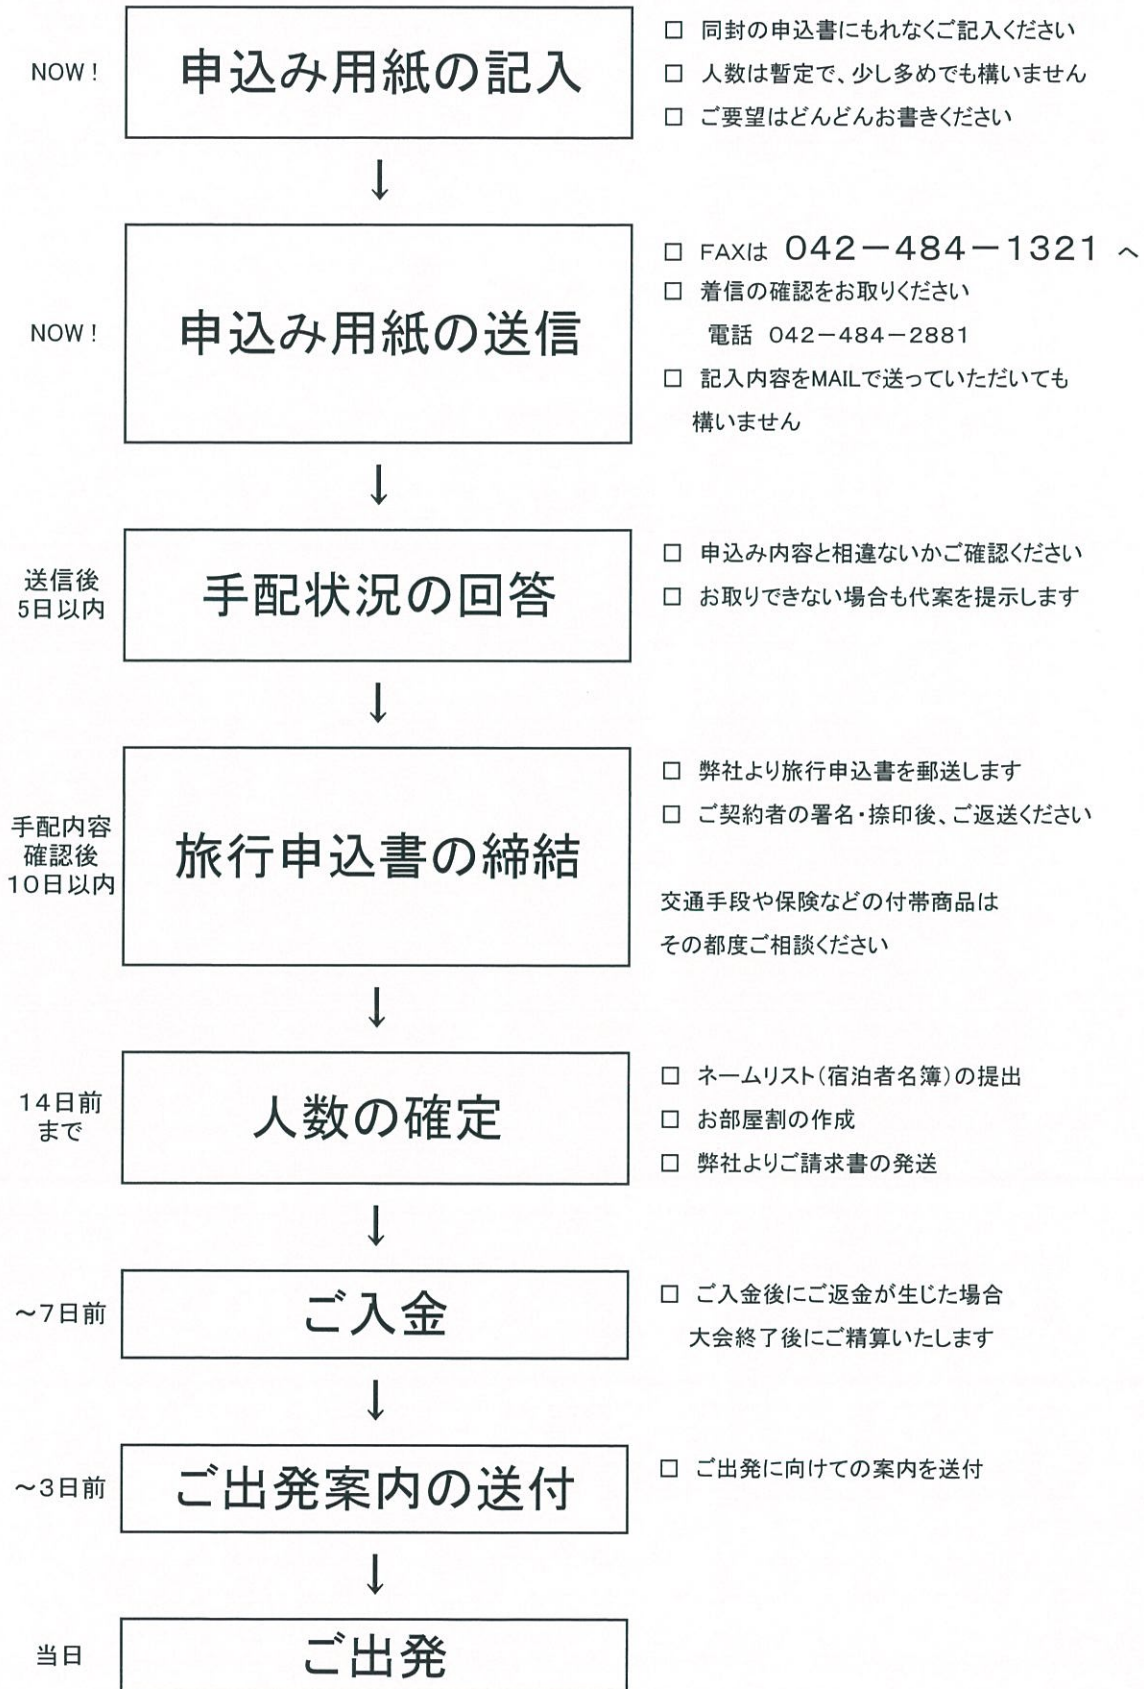 NOW!
申込み用紙の記入
□ 同封の申込書にもれなくご記入ください
□ 人数は暫定で、少し多めでも構いません
□ ご要望はどんどんお書きください
↓
NOW!
申込み用紙の送信
□ FAXは 042-484-1321 へ
□ 着信の確認をお取りください
電話 042-484-2881
□ 記入内容をMAILで送っていただいても
構いません
↓
送信後
5日以内
手配状況の回答
□ 申込み内容と相違ないかご確認ください
□ お取りできない場合も代案を提示します
↓
手配内容
確認後
10日以内
旅行申込書の締結
□ 弊社より旅行申込書を郵送します
□ ご契約者の署名・捺印後、ご返送ください
交通手段や保険などの付帯商品は
その都度ご相談ください
↓
14日前
まで
人数の確定
□ ネームリスト(宿泊者名簿)の提出
□ お部屋割の作成
□ 弊社よりご請求書の発送
↓
~7日前
ご入金
□ ご入金後にご返金が生じた場合
大会終了後にご精算いたします
↓
~3日前
ご出発案内の送付
□ ご出発に向けての案内を送付
↓
当日
ご出発